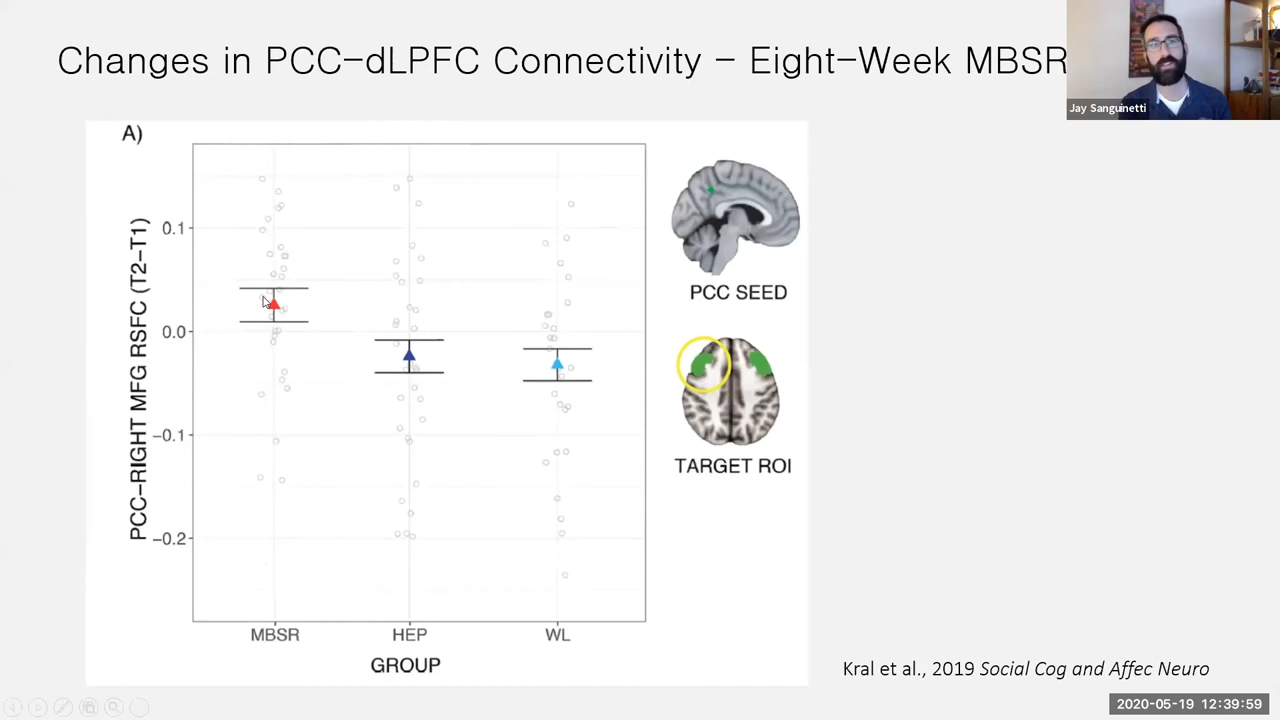 Changes in PCC-dLPFC Connectivity - Eight-Week MBSR
Jay Sanguinetti
A)
PCC-RIGHT MFG RSFC (T2-T1)
0.1
0.0
-0.1
-0.2
MBSR HEP WL
GROUP
PCC SEED
TARGET ROI
Kral et al., 2019 Social Cog and Affec Neuro
2020-05-19 12:39:59